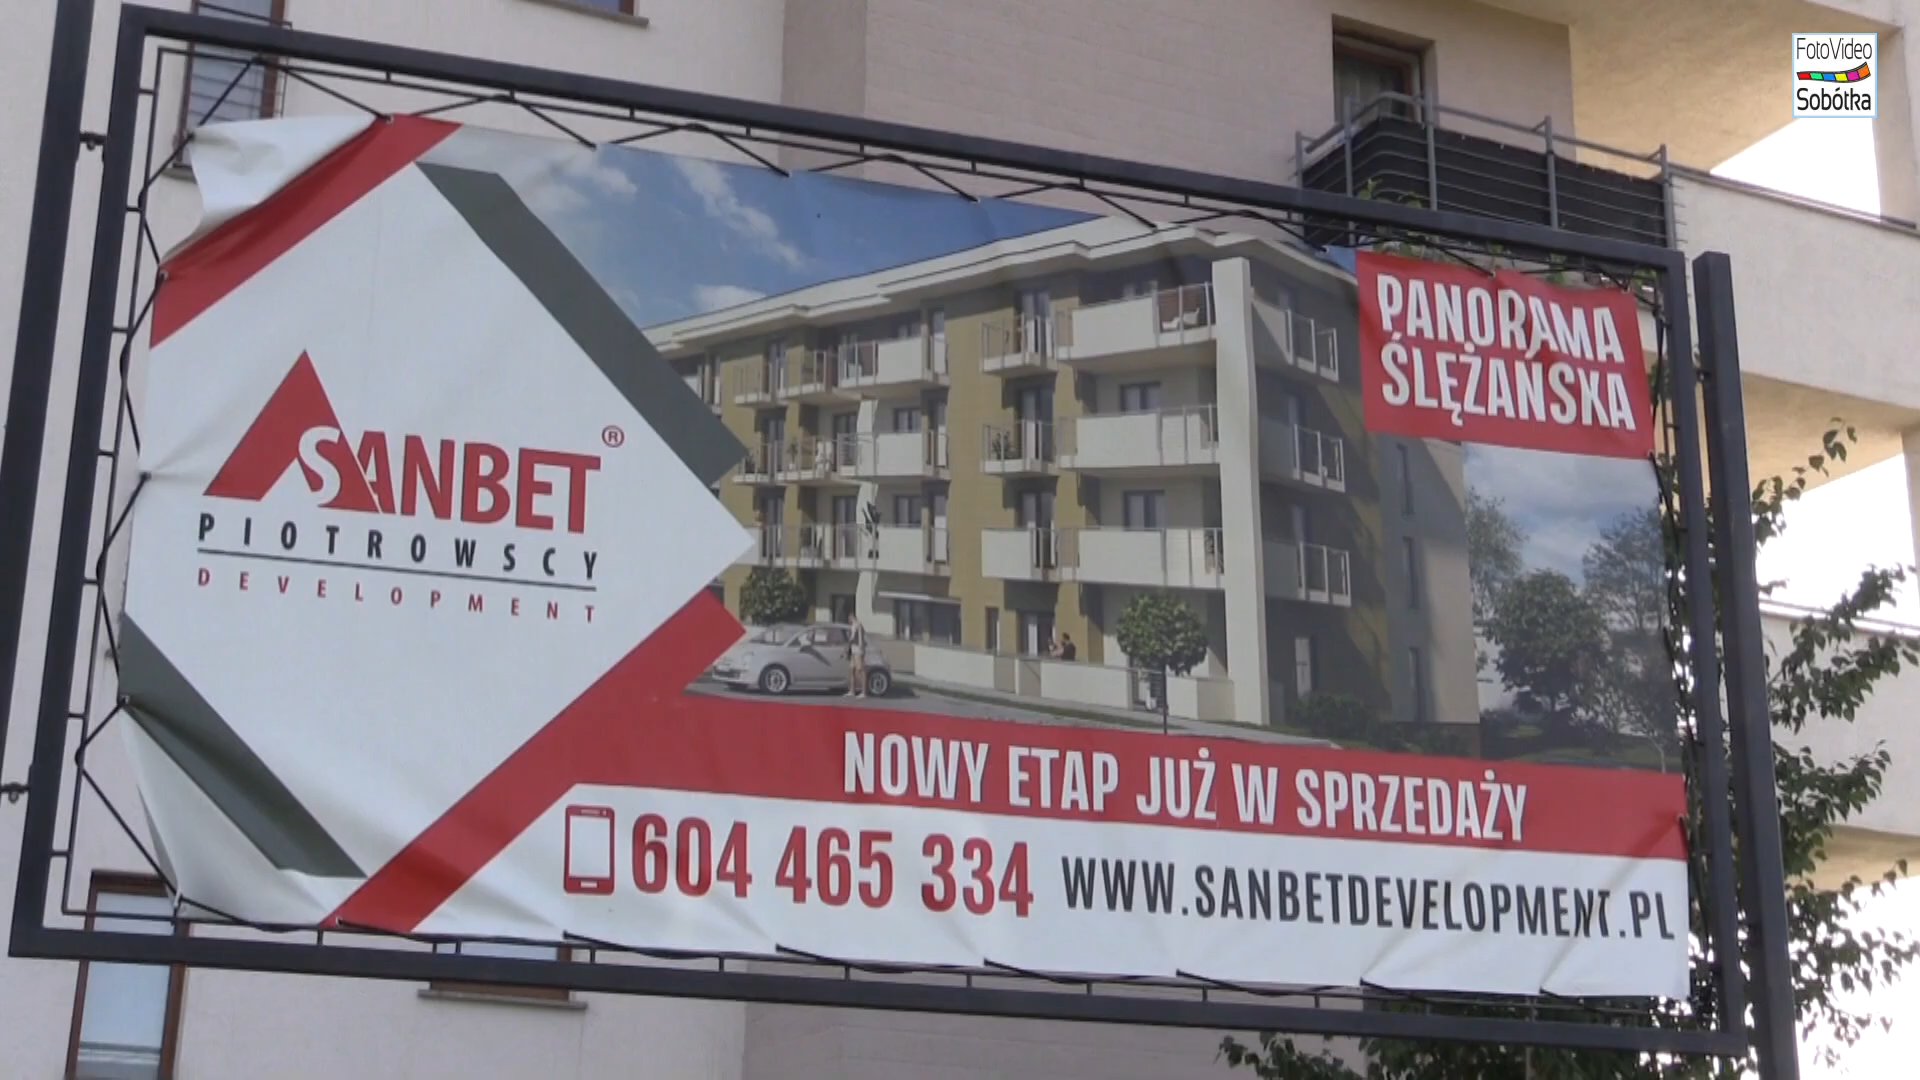 FotoVideo
Sobótka
PANORAMA
ŚLĘŻAŃSKA
SANBET®
PIOTROWSCY
DEVELOPMENT
NOWY ETAP JUŻ W SPRZEDAŻY
604 465 334 WWW.SANBETDEVELOPMENT.PL